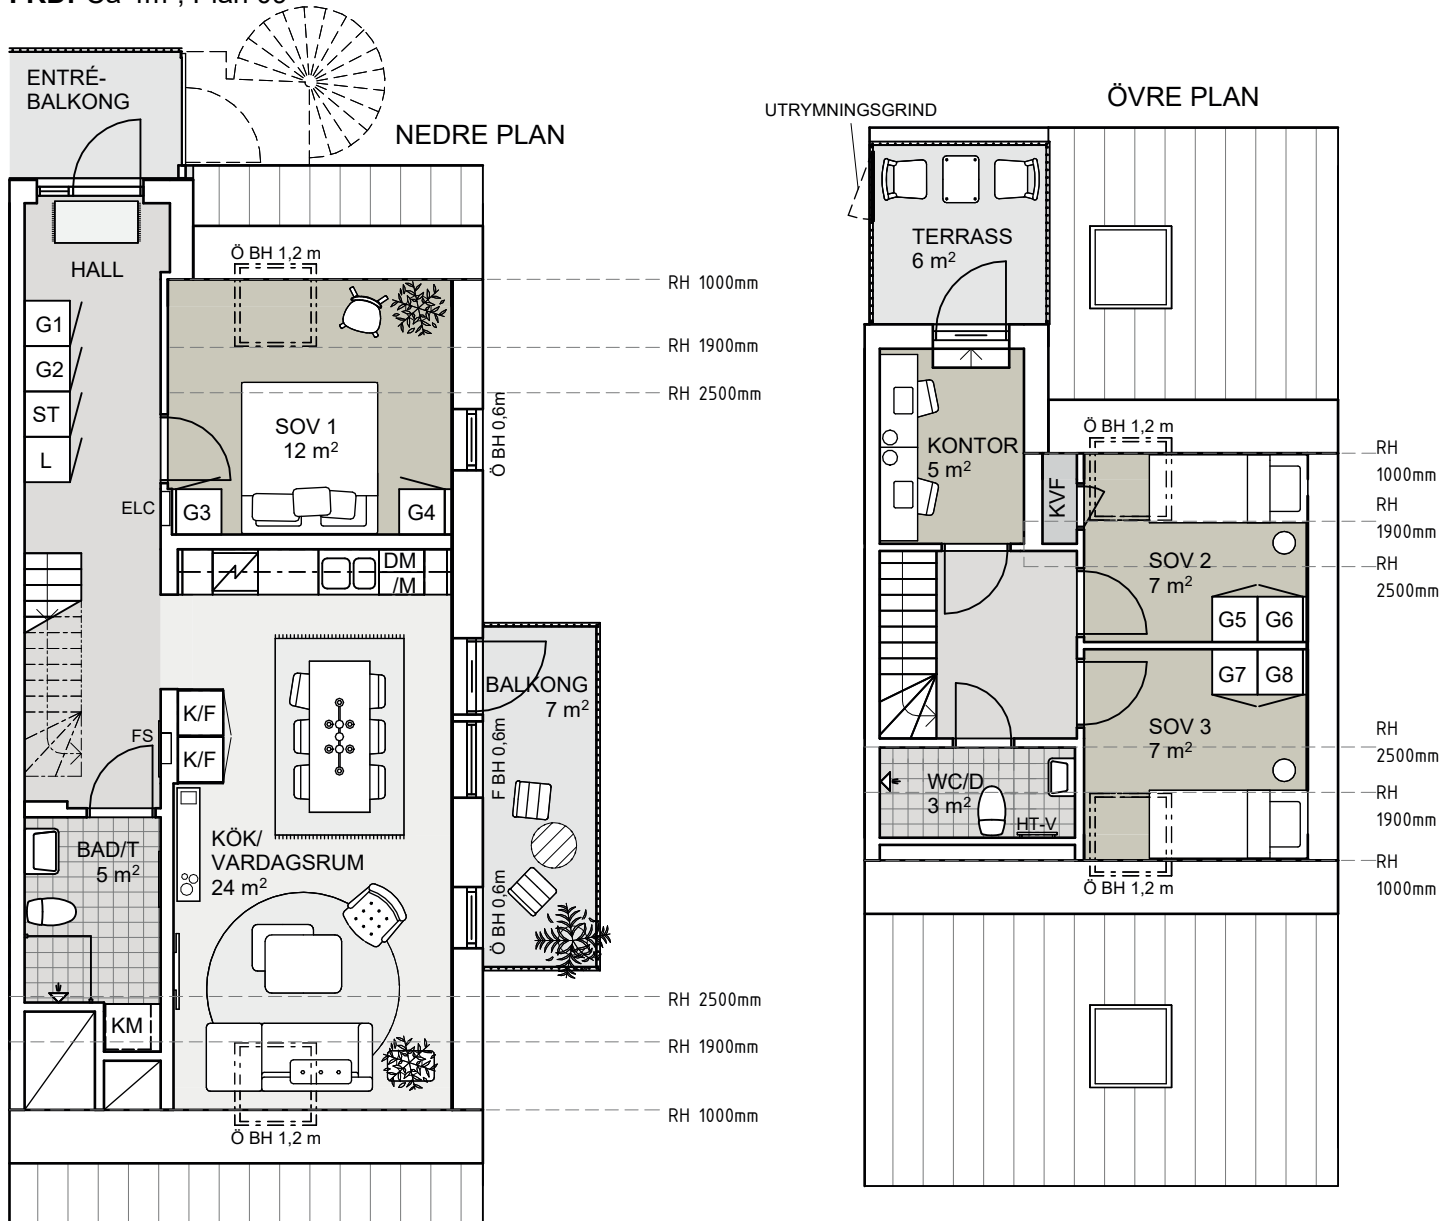 ENTRÉ-
BALKONG
NEDRE PLAN
HALL
Ö BH 1,2 m
RH 1000mm
G1
RH 1900mm
G2
RH 2500mm
ST
SOV 1
12 m²
Ö BH 0,6m
L
ELC
G3
G4
DM
/M
BALKONG
7 m²
K/F
FS
K/F
F BH 0,6m
KÖK/
VARDAGSRUM
24 m²
BAD/T
5 m²
Ö BH 0,6m
RH 2500mm
KM
RH 1900mm
RH 1000mm
Ö BH 1,2 m
ÖVRE PLAN
UTRYMNINGSGRIND
TERRASS
6 m²
Ö BH 1,2 m
KONTOR
5 m²
KVF
RH
1000mm
RH
1900mm
SOV 2
7 m²
RH
2500mm
G5
G6
G7
G8
SOV 3
7 m²
RH
2500mm
WC/D
3 m²
HT-V
RH
1900mm
RH
1000mm
Ö BH 1,2 m